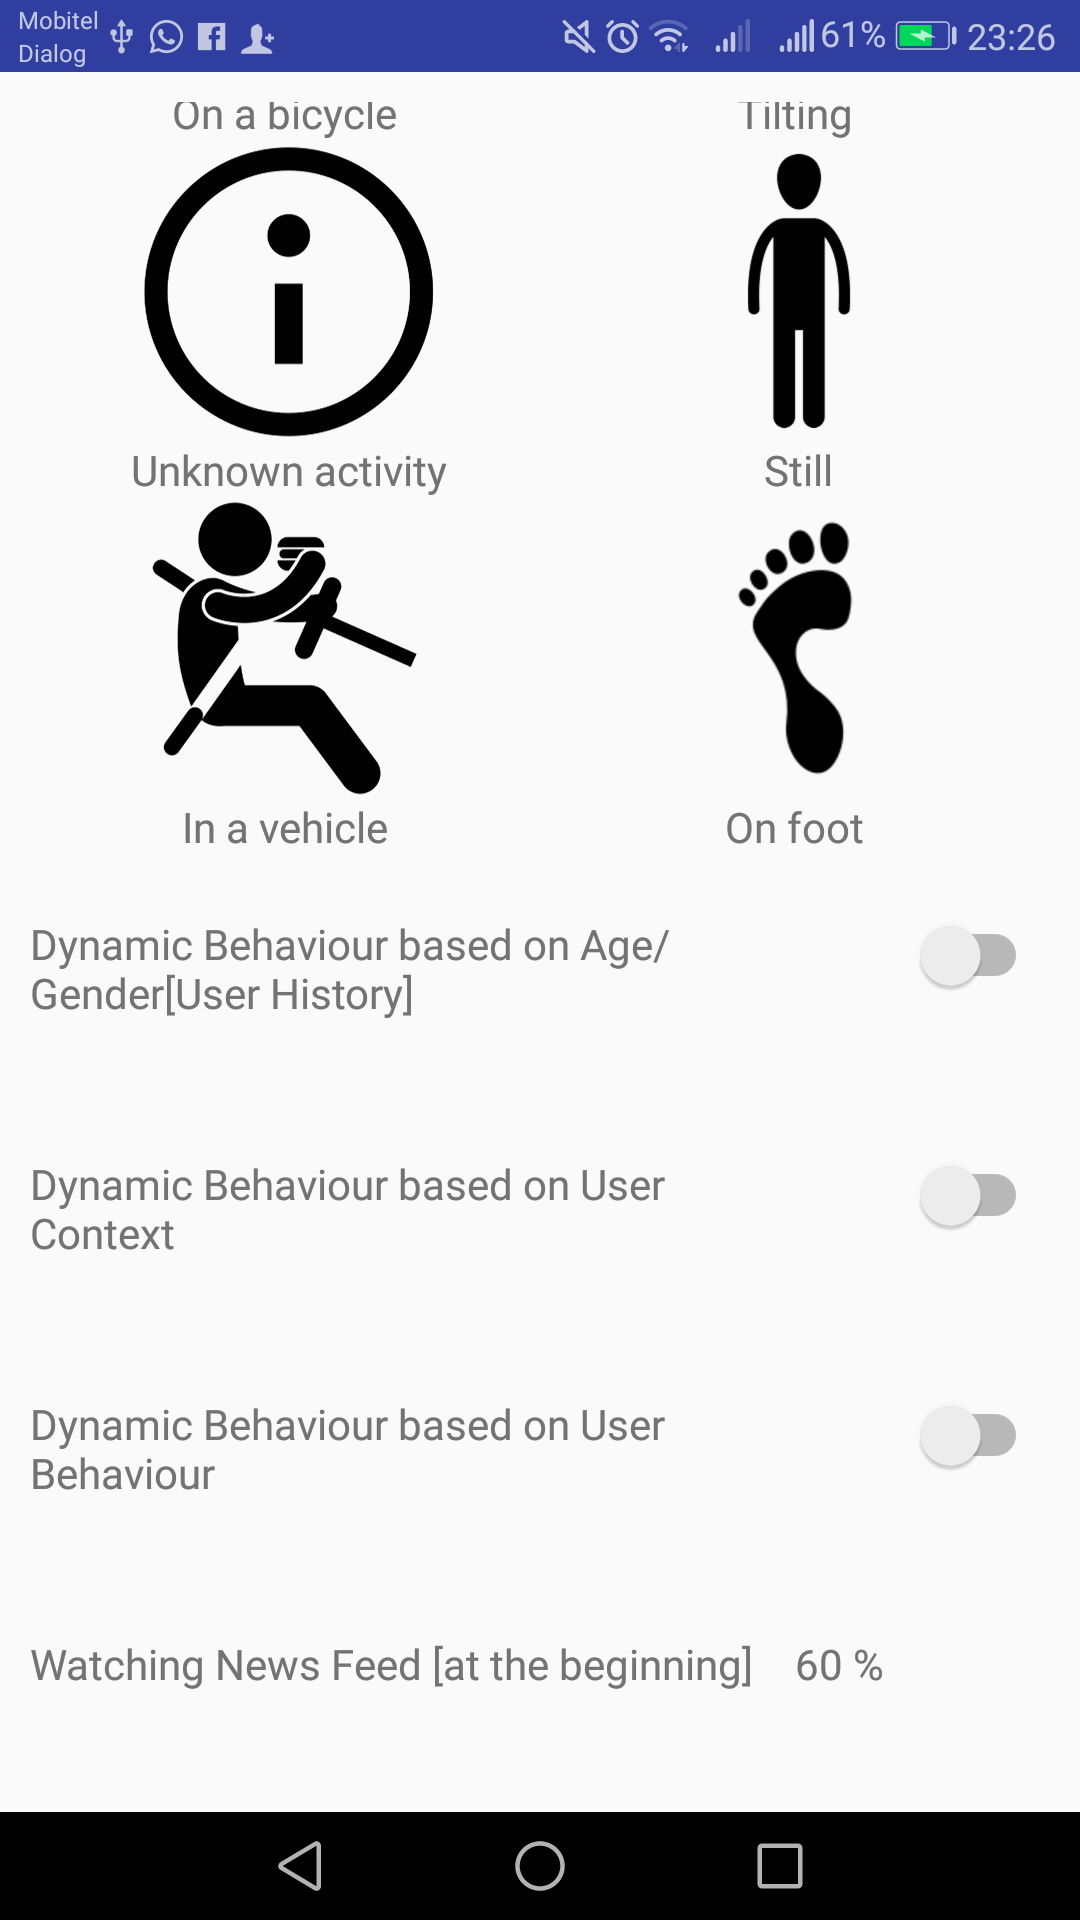 Mobitel
Dialog
61% 23:26
On a bicycle
Tilting
Unknown activity
Still
In a vehicle
On foot
Dynamic Behaviour based on Age/
Gender[User History]
Dynamic Behaviour based on User
Context
Dynamic Behaviour based on User
Behaviour
Watching News Feed [at the beginning] 60 %